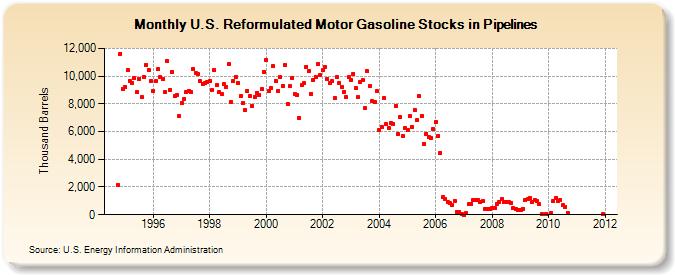 Monthly U.S. Reformulated Motor Gasoline Stocks in Pipelines
Thousand Barrels
12,000
10,000
8,000
6,000
4,000
2,000
0
1996 1998 2000 2002 2004 2006 2008 2010 2012
Source: U.S. Energy Information Administration